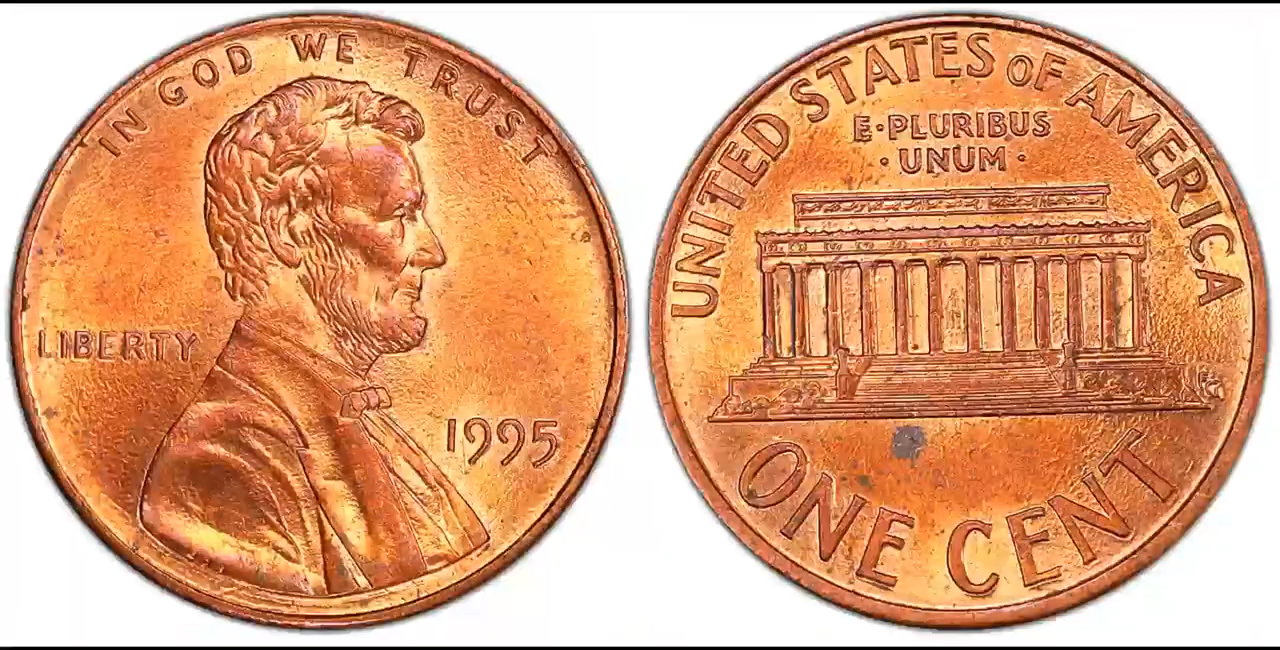 IN GOD WE TRUST
LIBERTY
1995
UNITED STATES OF AMERICA
E·PLURIBUS
·UNUM·
ONE CENT